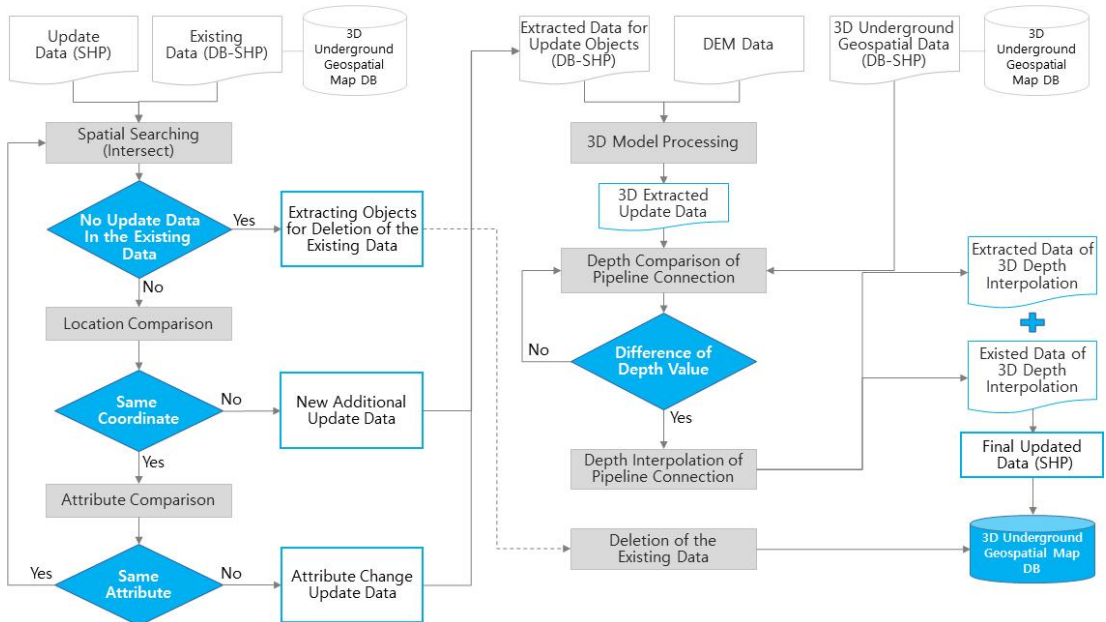 Update
Data (SHP)
Existing
Data (DB-SHP)
3D
Underground
Geospatial
Map DB
Spatial Searching
(Intersect)
No Update Data
In the Existing
Data
Yes
Extracting Objects
for Deletion of the
Existing Data
No
Location Comparison
Same
Coordinate
No
New Additional
Update Data
Yes
Attribute Comparison
Same
Attribute
Yes
No
Attribute Change
Update Data
Extracted Data for
Update Objects
(DB-SHP)
DEM Data
3D Underground
Geospatial Data
(DB-SHP)
3D
Underground
Geospatial
Map DB
3D Model Processing
3D Extracted
Update Data
Depth Comparison of
Pipeline Connection
No
Difference of
Depth Value
Yes
Depth Interpolation of
Pipeline Connection
Deletion of the
Existing Data
Extracted Data of
3D Depth
Interpolation
Existed Data of
3D Depth
Interpolation
Final Updated
Data (SHP)
3D Underground
Geospatial Map
DB